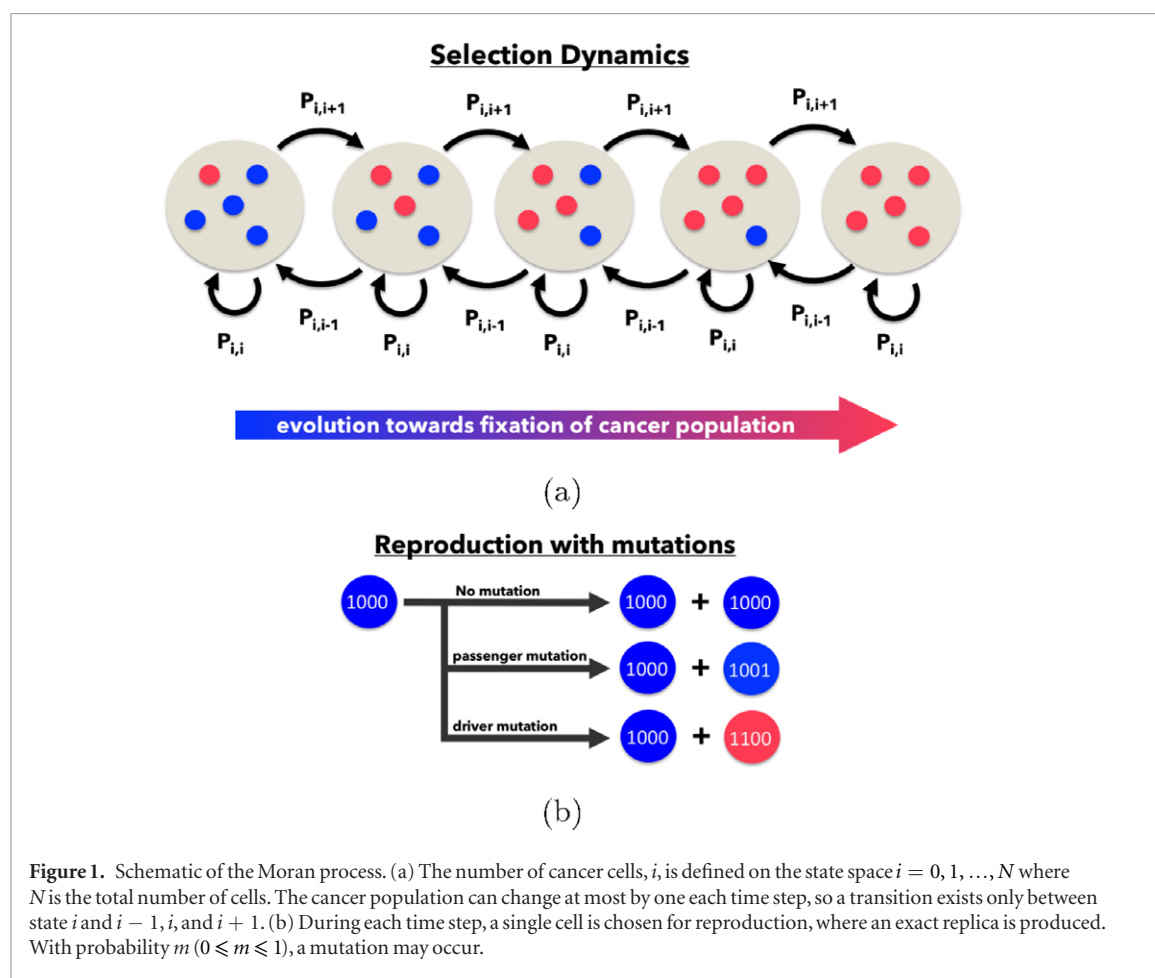 Selection Dynamics
P_{i,i+1} P_{i,i+1} P_{i,i+1} P_{i,i+1}
P_{i,i} P_{i,i-1} P_{i,i} P_{i,i-1} P_{i,i} P_{i,i-1} P_{i,i} P_{i,i-1} P_{i,i}
evolution towards fixation of cancer population
(a)
Reproduction with mutations
1000 No mutation 1000 + 1000
passenger mutation 1000 + 1001
driver mutation 1000 + 1100
(b)
Figure 1. Schematic of the Moran process. (a) The number of cancer cells, i, is defined on the state space i = 0, 1, …, N where
N is the total number of cells. The cancer population can change at most by one each time step, so a transition exists only between
state i and i − 1, i, and i + 1. (b) During each time step, a single cell is chosen for reproduction, where an exact replica is produced.
With probability m (0 ⩽ m ⩽ 1), a mutation may occur.